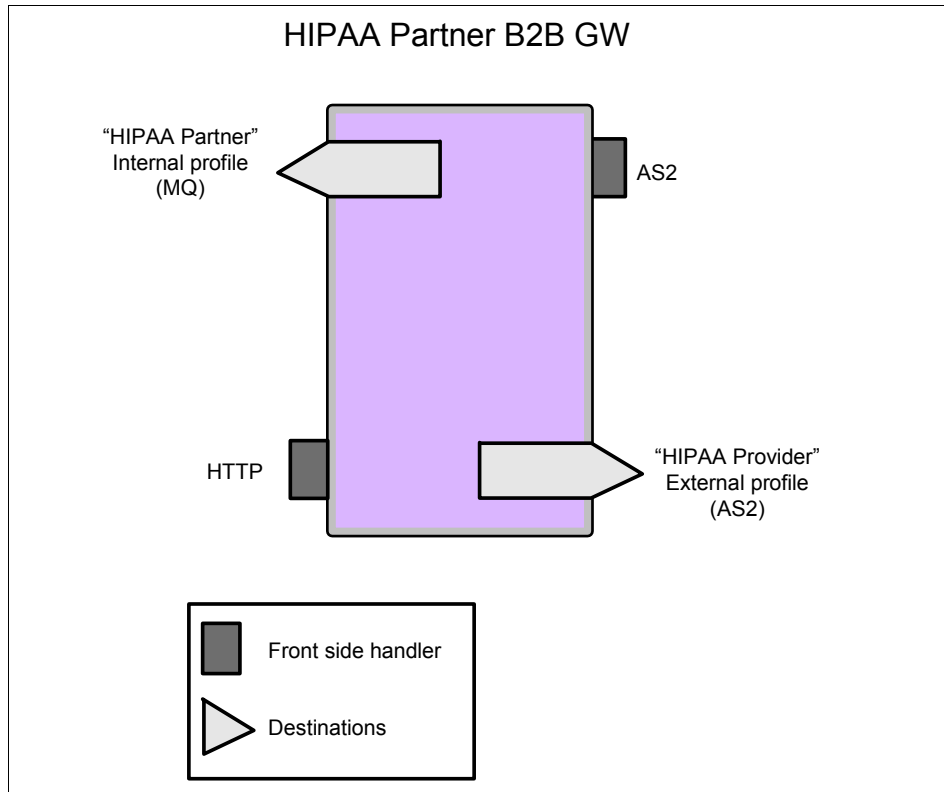 HIPAA Partner B2B GW
“HIPAA Partner”
Internal profile
(MQ)
AS2
HTTP
“HIPAA Provider”
External profile
(AS2)
Front side handler
Destinations